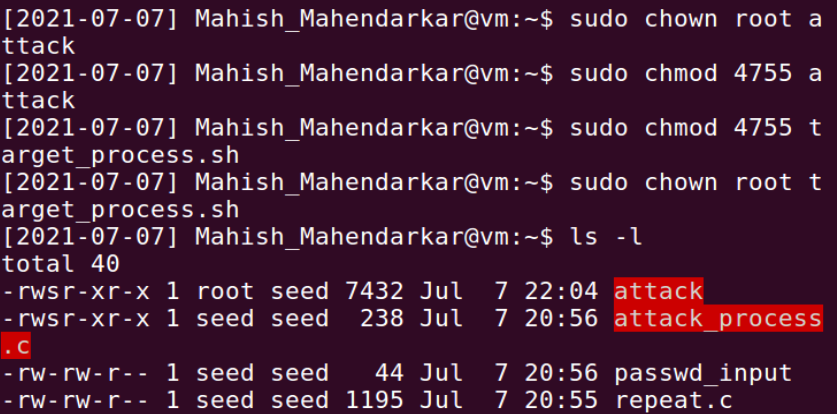 [2021-07-07] Mahish_Mahendarkar@vm:~$ sudo chown root a
ttack
[2021-07-07] Mahish_Mahendarkar@vm:~$ sudo chmod 4755 a
ttack
[2021-07-07] Mahish_Mahendarkar@vm:~$ sudo chmod 4755 t
arget_process.sh
[2021-07-07] Mahish_Mahendarkar@vm:~$ sudo chown root t
arget_process.sh
[2021-07-07] Mahish_Mahendarkar@vm:~$ ls -l
total 40
-rwsr-xr-x 1 root seed 7432 Jul  7 22:04 attack
-rwsr-xr-x 1 seed seed  238 Jul  7 20:56 attack_process
.c
-rw-rw-r-- 1 seed seed   44 Jul  7 20:56 passwd_input
-rw-rw-r-- 1 seed seed 1195 Jul  7 20:55 repeat.c